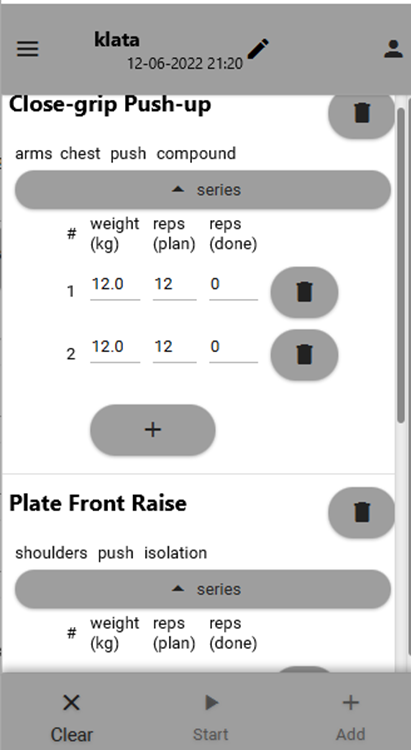 klata
12-06-2022 21:20
Close-grip Push-up
arms chest push compound
series
# weight (kg) reps (plan) reps (done)
1 12.0 12 0
2 12.0 12 0
+
Plate Front Raise
shoulders push isolation
series
# weight (kg) reps (plan) reps (done)
Clear Start Add